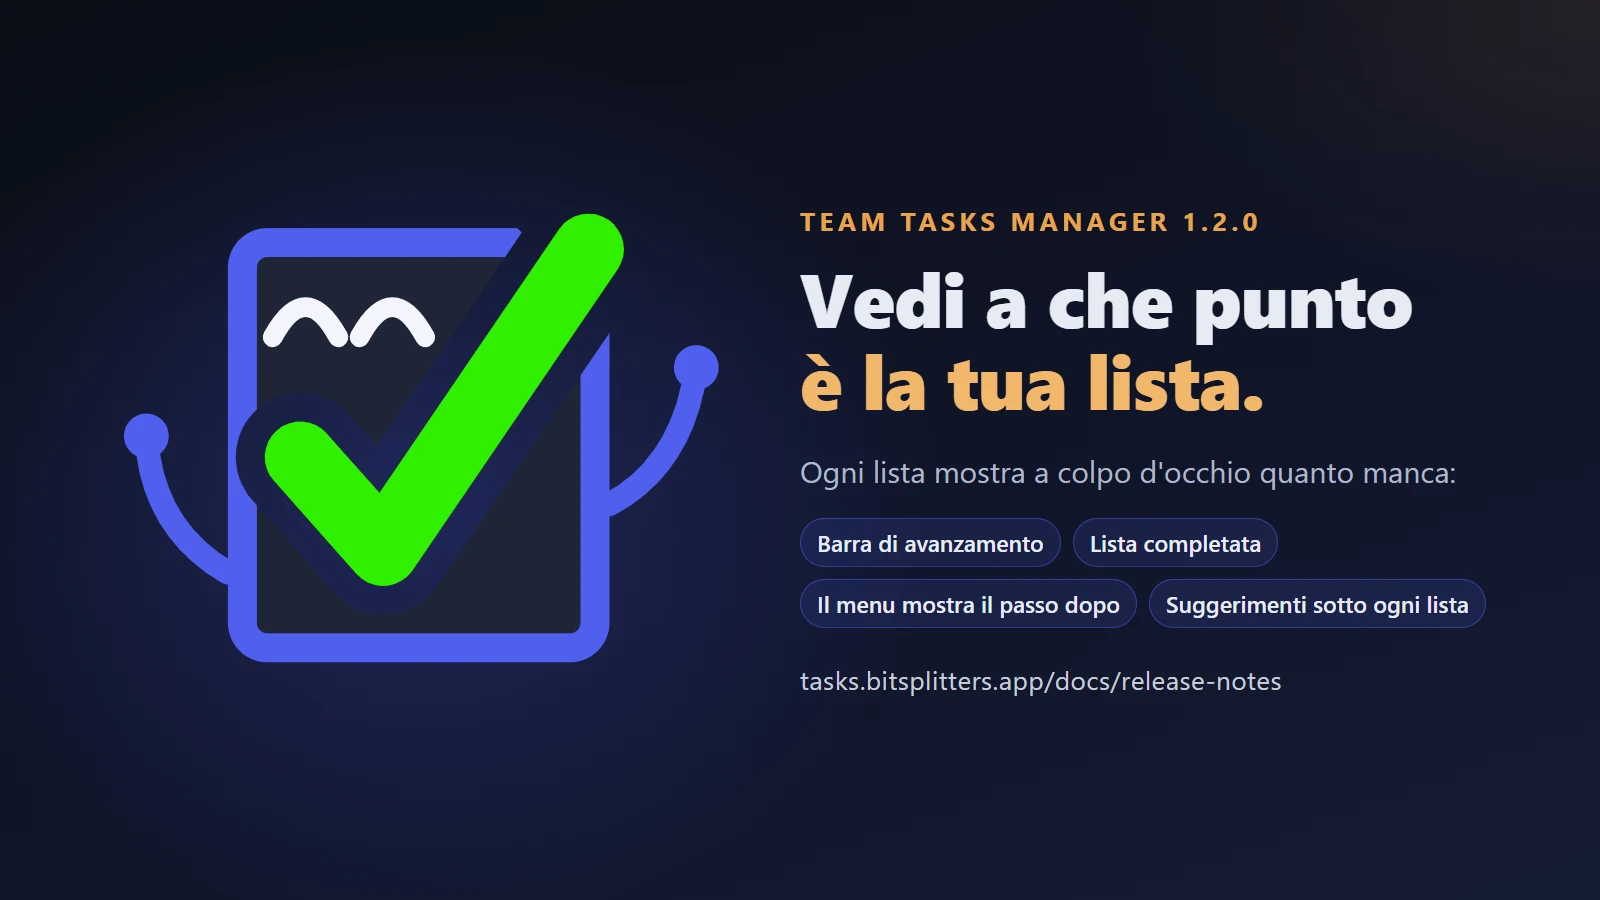 TEAM TASKS MANAGER 1.2.0
Vedi a che punto
è la tua lista.
Ogni lista mostra a colpo d'occhio quanto manca:
Barra di avanzamento Lista completata
Il menu mostra il passo dopo Suggerimenti sotto ogni lista
tasks.bitsplitters.app/docs/release-notes